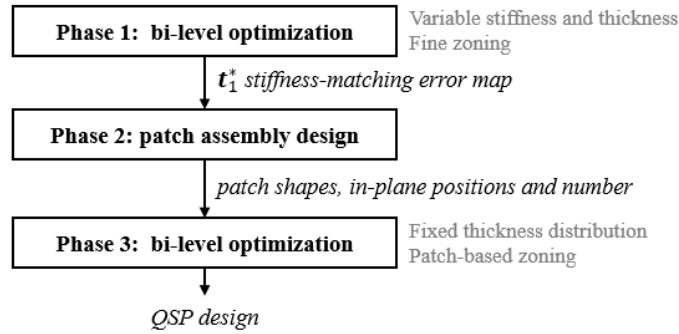 Phase 1: bi-level optimization
Variable stiffness and thickness
Fine zoning
t₁* stiffness-matching error map
Phase 2: patch assembly design
patch shapes, in-plane positions and number
Phase 3: bi-level optimization
Fixed thickness distribution
Patch-based zoning
QSP design